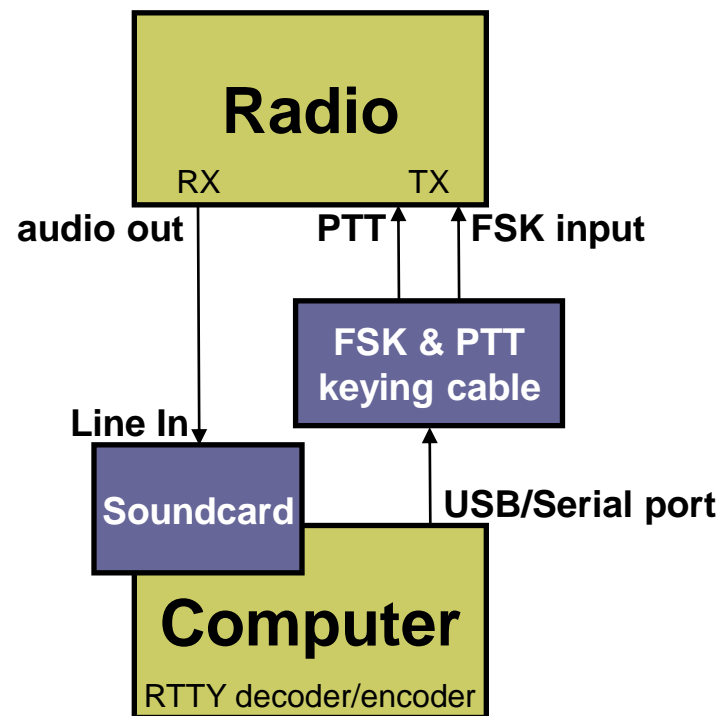 Radio
RX TX
audio out PTT FSK input
FSK & PTT
keying cable
Line In
Soundcard
USB/Serial port
Computer
RTTY decoder/encoder